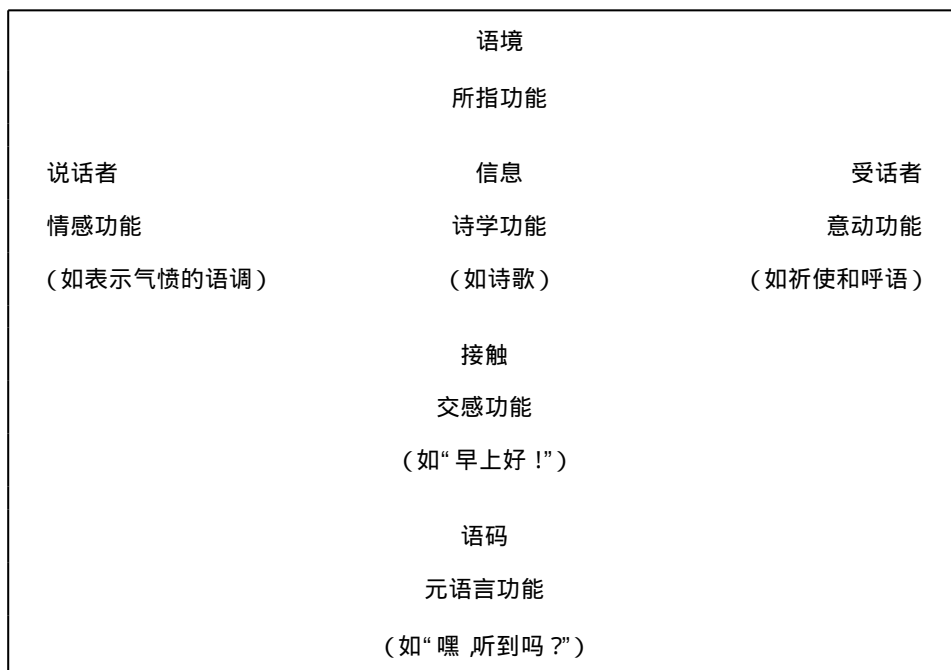 语境
所指功能
说话者 信息 受话者
情感功能 诗学功能 意动功能
(如表示气愤的语调) (如诗歌) (如祈使和呼语)
接触
交感功能
(如“早上好!”)
语码
元语言功能
(如“嘿,听到吗?”)